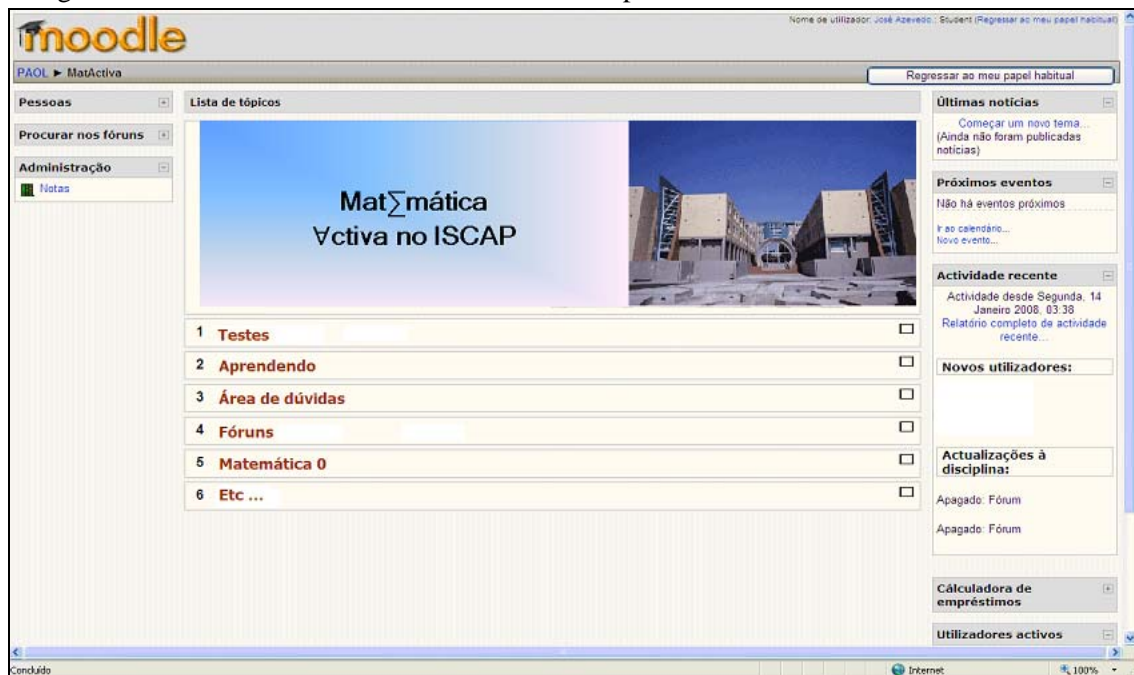 moodle
Nome de utilizador: José Azevedo.: Student (Regressar ao meu papel habitual)
PAOL ► MatActiva
Regressar ao meu papel habitual
Pessoas
Procurar nos fóruns
Administração
Notas
Lista de tópicos
Mat∑mática
∀ctiva no ISCAP
1 Testes
2 Aprendendo
3 Área de dúvidas
4 Fóruns
5 Matemática 0
6 Etc ...
Últimas notícias
Começar um novo tema...
(Ainda não foram publicadas
notícias)
Próximos eventos
Não há eventos próximos
Ir ao calendário...
Novo evento...
Actividade recente
Actividade desde Segunda, 14
Janeiro 2008, 03:38
Relatório completo de actividade
recente...
Novos utilizadores:
Actualizações à
disciplina:
Apagado: Fórum
Apagado: Fórum
Cálculadora de
empréstimos
Utilizadores activos
Concluído
Internet
100%